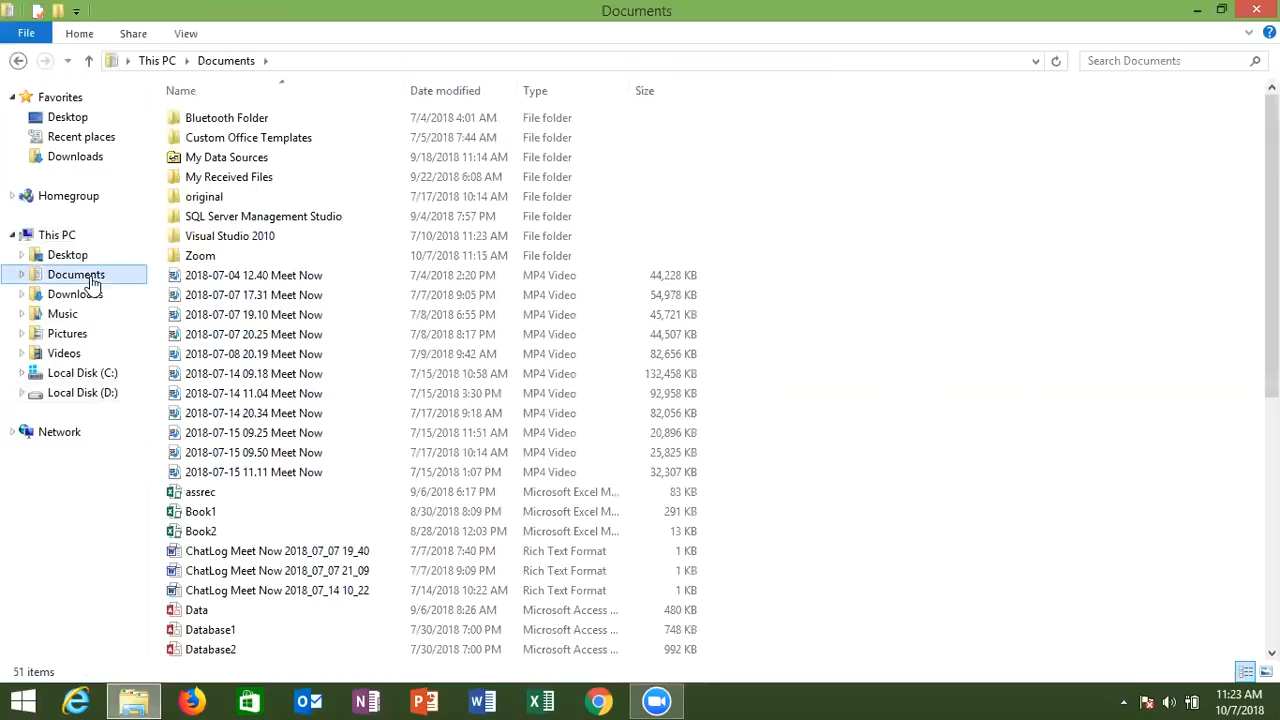 Documents
File Home Share View
This PC Documents Search Documents
Name Date modified Type Size
Favorites
Desktop
Recent places
Downloads
Homegroup
This PC
Desktop
Documents
Downloads
Music
Pictures
Videos
Local Disk (C:)
Local Disk (D:)
Network
Bluetooth Folder 7/4/2018 4:01 AM File folder
Custom Office Templates 7/5/2018 7:44 AM File folder
My Data Sources 9/18/2018 11:14 AM File folder
My Received Files 9/22/2018 6:08 AM File folder
original 7/17/2018 10:14 AM File folder
SQL Server Management Studio 9/4/2018 7:57 PM File folder
Visual Studio 2010 7/10/2018 11:23 AM File folder
Zoom 10/7/2018 11:15 AM File folder
2018-07-04 12.40 Meet Now 7/4/2018 2:20 PM MP4 Video 44,228 KB
2018-07-07 17.31 Meet Now 7/7/2018 9:05 PM MP4 Video 54,978 KB
2018-07-07 19.10 Meet Now 7/8/2018 6:55 PM MP4 Video 45,721 KB
2018-07-07 20.25 Meet Now 7/8/2018 8:17 PM MP4 Video 44,507 KB
2018-07-08 20.19 Meet Now 7/9/2018 9:42 AM MP4 Video 82,656 KB
2018-07-14 09.18 Meet Now 7/15/2018 10:58 AM MP4 Video 132,458 KB
2018-07-14 11.04 Meet Now 7/15/2018 3:30 PM MP4 Video 92,958 KB
2018-07-14 20.34 Meet Now 7/17/2018 9:18 AM MP4 Video 82,056 KB
2018-07-15 09.25 Meet Now 7/15/2018 11:51 AM MP4 Video 20,896 KB
2018-07-15 09.50 Meet Now 7/17/2018 10:14 AM MP4 Video 25,825 KB
2018-07-15 11.11 Meet Now 7/15/2018 1:07 PM MP4 Video 32,307 KB
assrec 9/6/2018 6:17 PM Microsoft Excel M... 83 KB
Book1 8/30/2018 8:09 PM Microsoft Excel M... 291 KB
Book2 8/28/2018 12:03 PM Microsoft Excel M... 13 KB
ChatLog Meet Now 2018_07_07 19_40 7/7/2018 7:40 PM Rich Text Format 1 KB
ChatLog Meet Now 2018_07_07 21_09 7/7/2018 9:09 PM Rich Text Format 1 KB
ChatLog Meet Now 2018_07_14 10_22 7/14/2018 10:22 AM Rich Text Format 1 KB
Data 9/6/2018 8:26 AM Microsoft Access ... 480 KB
Database1 7/30/2018 7:00 PM Microsoft Access ... 748 KB
Database2 7/30/2018 7:00 PM Microsoft Access ... 992 KB
51 items
11:23 AM
10/7/2018